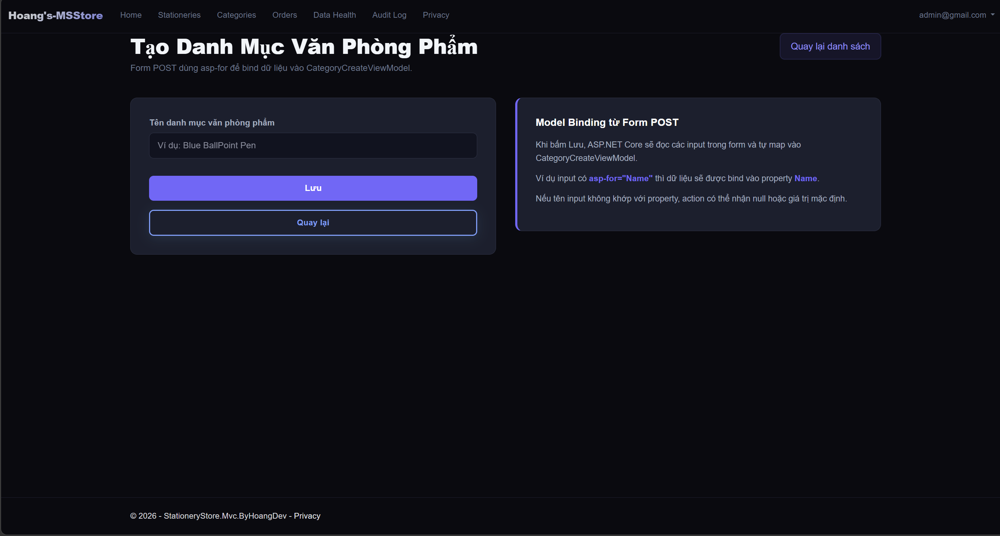 Hoang's-MSStore Home Stationeries Categories Orders Data Health Audit Log Privacy admin@gmail.com
Tạo Danh Mục Văn Phòng Phẩm
Quay lại danh sách
Form POST dùng asp-for để bind dữ liệu vào CategoryCreateViewModel.
Tên danh mục văn phòng phẩm
Ví dụ: Blue BallPoint Pen
Lưu
Quay lại
Model Binding từ Form POST
Khi bấm Lưu, ASP.NET Core sẽ đọc các input trong form và tự map vào
CategoryCreateViewModel.
Ví dụ input có asp-for="Name" thì dữ liệu sẽ được bind vào property Name.
Nếu tên input không khớp với property, action có thể nhận null hoặc giá trị mặc định.
© 2026 - StationeryStore.Mvc.ByHoangDev - Privacy